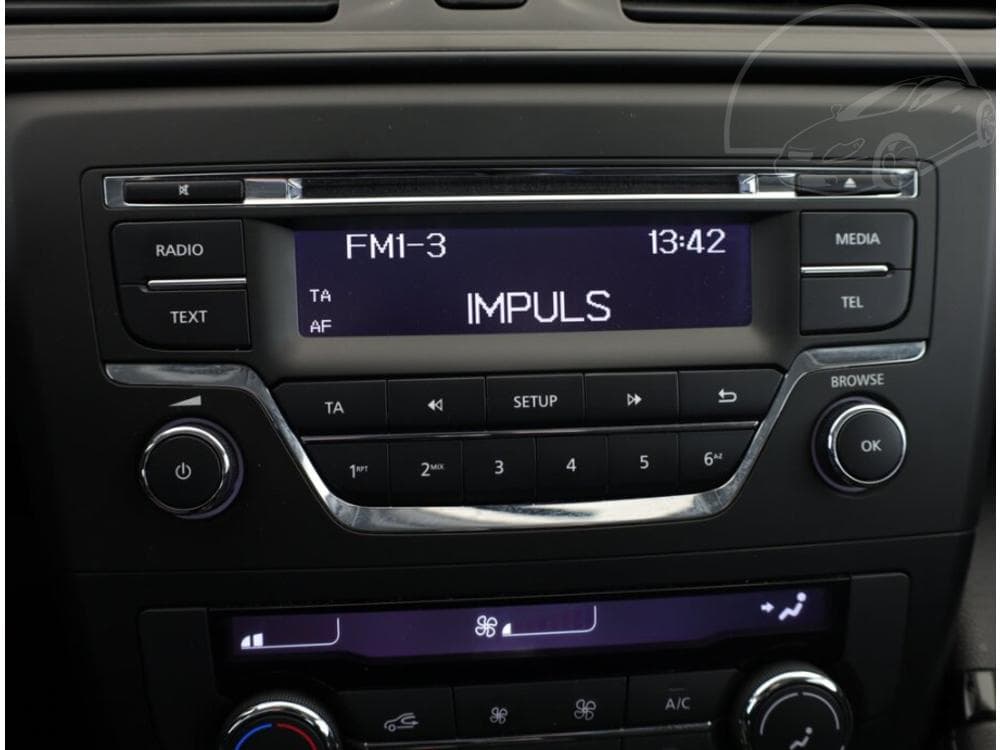 RADIO
TEXT
FM1-3 13:42
TA
AF
IMPULS
MEDIA
TEL
BROWSE
OK
TA SETUP
1RPT 2MIX 3 4 5 6AZ
A/C